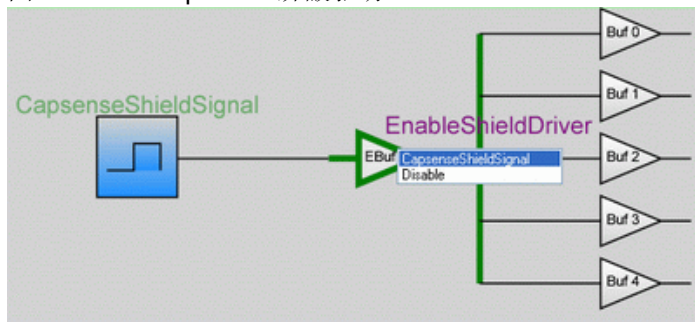 Buf 0
CapsenseShieldSignal
Buf 1
EnableShieldDriver
EBuf
CapsenseShieldSignal
Disable
Buf 2
Buf 3
Buf 4